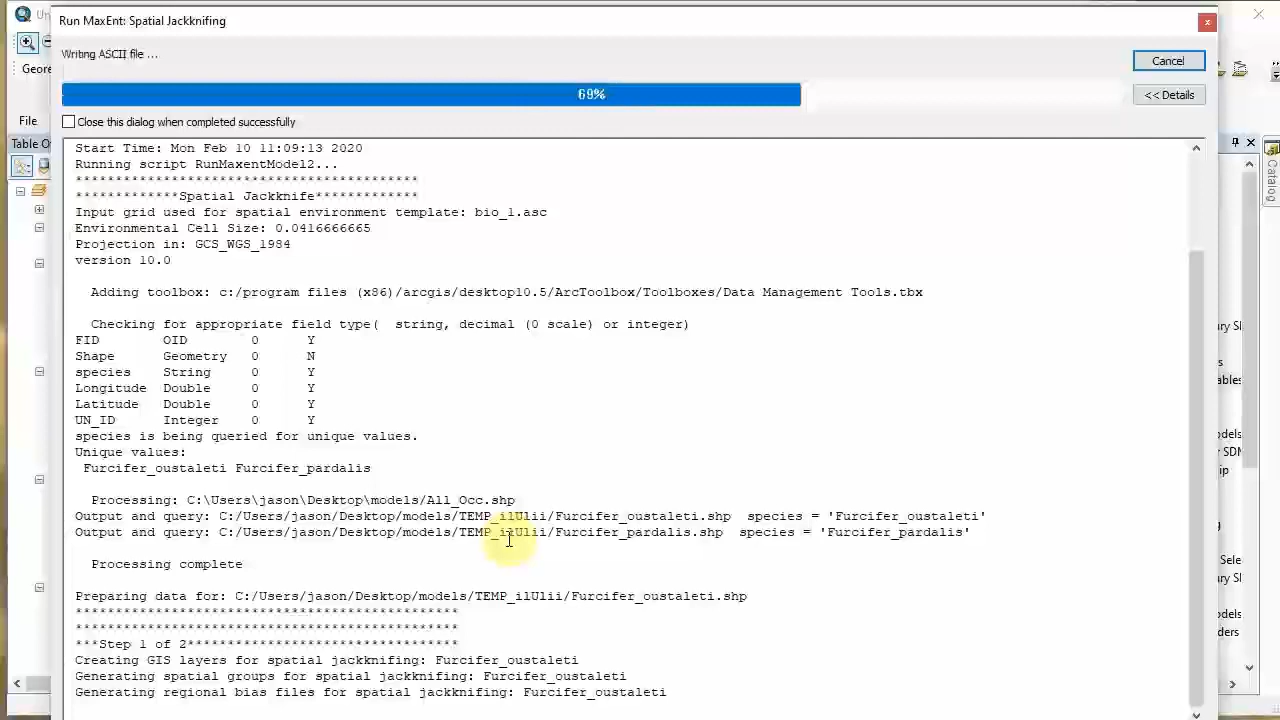 Run MaxEnt: Spatial Jackknifing
x
Writing ASCII file ...
Cancel
69%
<< Details
Close this dialog when completed successfully
Geore
File
Table O
Catalog
Start Time: Mon Feb 10 11:09:13 2020
Running script RunMaxentModel2...
*******************************************
*************Spatial Jackknife*************
Input grid used for spatial environment template: bio_1.asc
Environmental Cell Size: 0.0416666665
Projection in: GCS_WGS_1984
version 10.0
Adding toolbox: c:/program files (x86)/arcgis/desktop10.5/ArcToolbox/Toolboxes/Data Management Tools.tbx
Checking for appropriate field type( string, decimal (0 scale) or integer)
FID OID 0 Y
Shape Geometry 0 N
species String 0 Y
Longitude Double 0 Y
Latitude Double 0 Y
UN_ID Integer 0 Y
species is being queried for unique values.
Unique values:
Furcifer_oustaleti Furcifer_pardalis
Processing: C:\Users\jason\Desktop\models/All_Occ.shp
Output and query: C:/Users/jason/Desktop/models/TEMP_ilUlii/Furcifer_oustaleti.shp species = 'Furcifer_oustaleti'
Output and query: C:/Users/jason/Desktop/models/TEMP_ilUlii/Furcifer_pardalis.shp species = 'Furcifer_pardalis'
Processing complete
Preparing data for: C:/Users/jason/Desktop/models/TEMP_ilUlii/Furcifer_oustaleti.shp
************************************************
************************************************
***Step 1 of 2**********************************
Creating GIS layers for spatial jackknifing: Furcifer_oustaleti
Generating spatial groups for spatial jackknifing: Furcifer_oustaleti
Generating regional bias files for spatial jackknifing: Furcifer_oustaleti